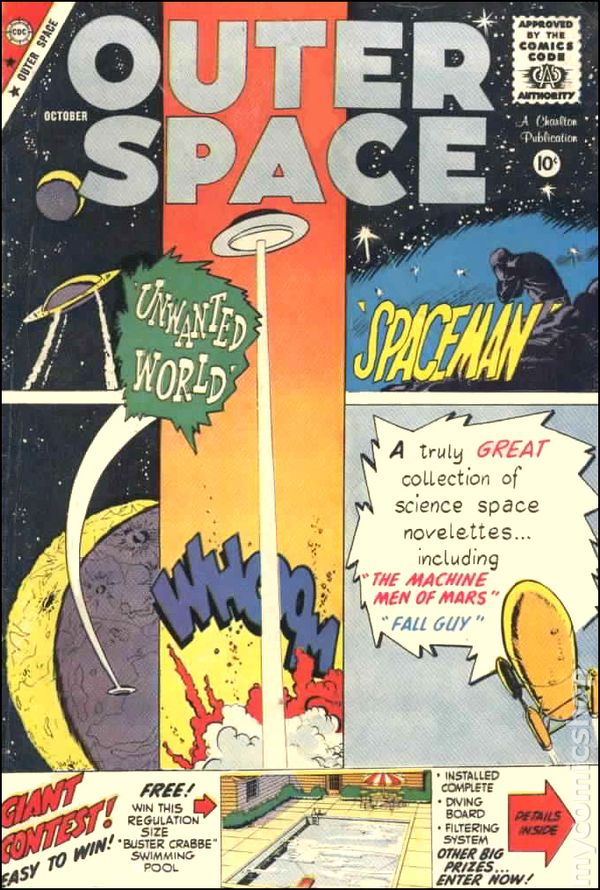 CDC
★ OUTER SPACE ★
OUTER
SPACE
OCTOBER
APPROVED
BY THE
COMICS
CODE
CA
AUTHORITY
A Charlton
Publication
10¢
'UNWANTED
WORLD'
'SPACEMAN'
A truly GREAT
collection of
science space
novelettes...
including
"THE MACHINE
MEN OF MARS"
"FALL GUY"
WHOOM
GIANT
CONTEST!
EASY TO WIN!
FREE!
WIN THIS
REGULATION
SIZE
"BUSTER CRABBE"
SWIMMING
POOL
• INSTALLED
COMPLETE
• DIVING
BOARD
• FILTERING
SYSTEM
OTHER BIG
PRIZES...
ENTER NOW!
DETAILS
INSIDE
mycomicshop